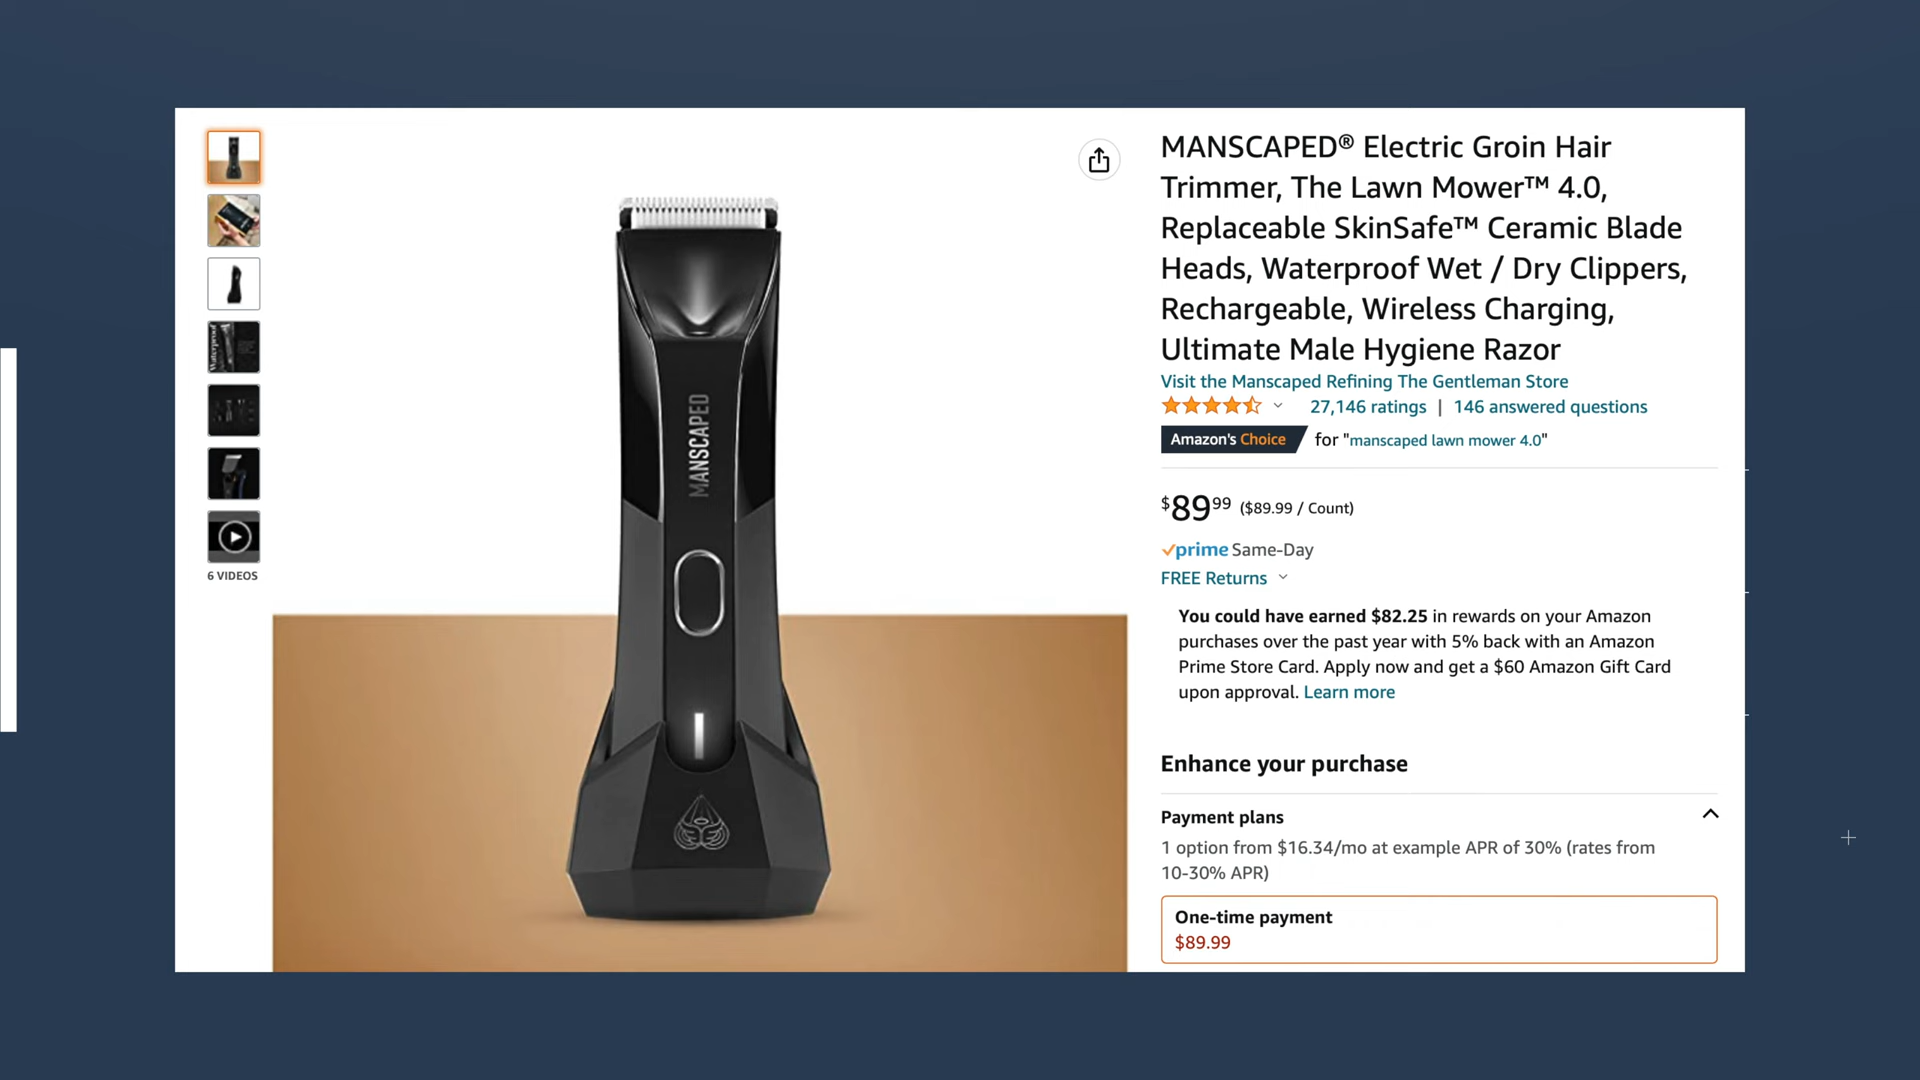 MANSCAPED® Electric Groin Hair
Trimmer, The Lawn Mower™ 4.0,
Replaceable SkinSafe™ Ceramic Blade
Heads, Waterproof Wet / Dry Clippers,
Rechargeable, Wireless Charging,
Ultimate Male Hygiene Razor
Visit the Manscaped Refining The Gentleman Store
27,146 ratings | 146 answered questions
Amazon's Choice for "manscaped lawn mower 4.0"
$89.99 ($89.99 / Count)
prime Same-Day
FREE Returns
You could have earned $82.25 in rewards on your Amazon
purchases over the past year with 5% back with an Amazon
Prime Store Card. Apply now and get a $60 Amazon Gift Card
upon approval. Learn more
Enhance your purchase
Payment plans
1 option from $16.34/mo at example APR of 30% (rates from
10-30% APR)
One-time payment
$89.99
MANSCAPED
Waterproof
6 VIDEOS